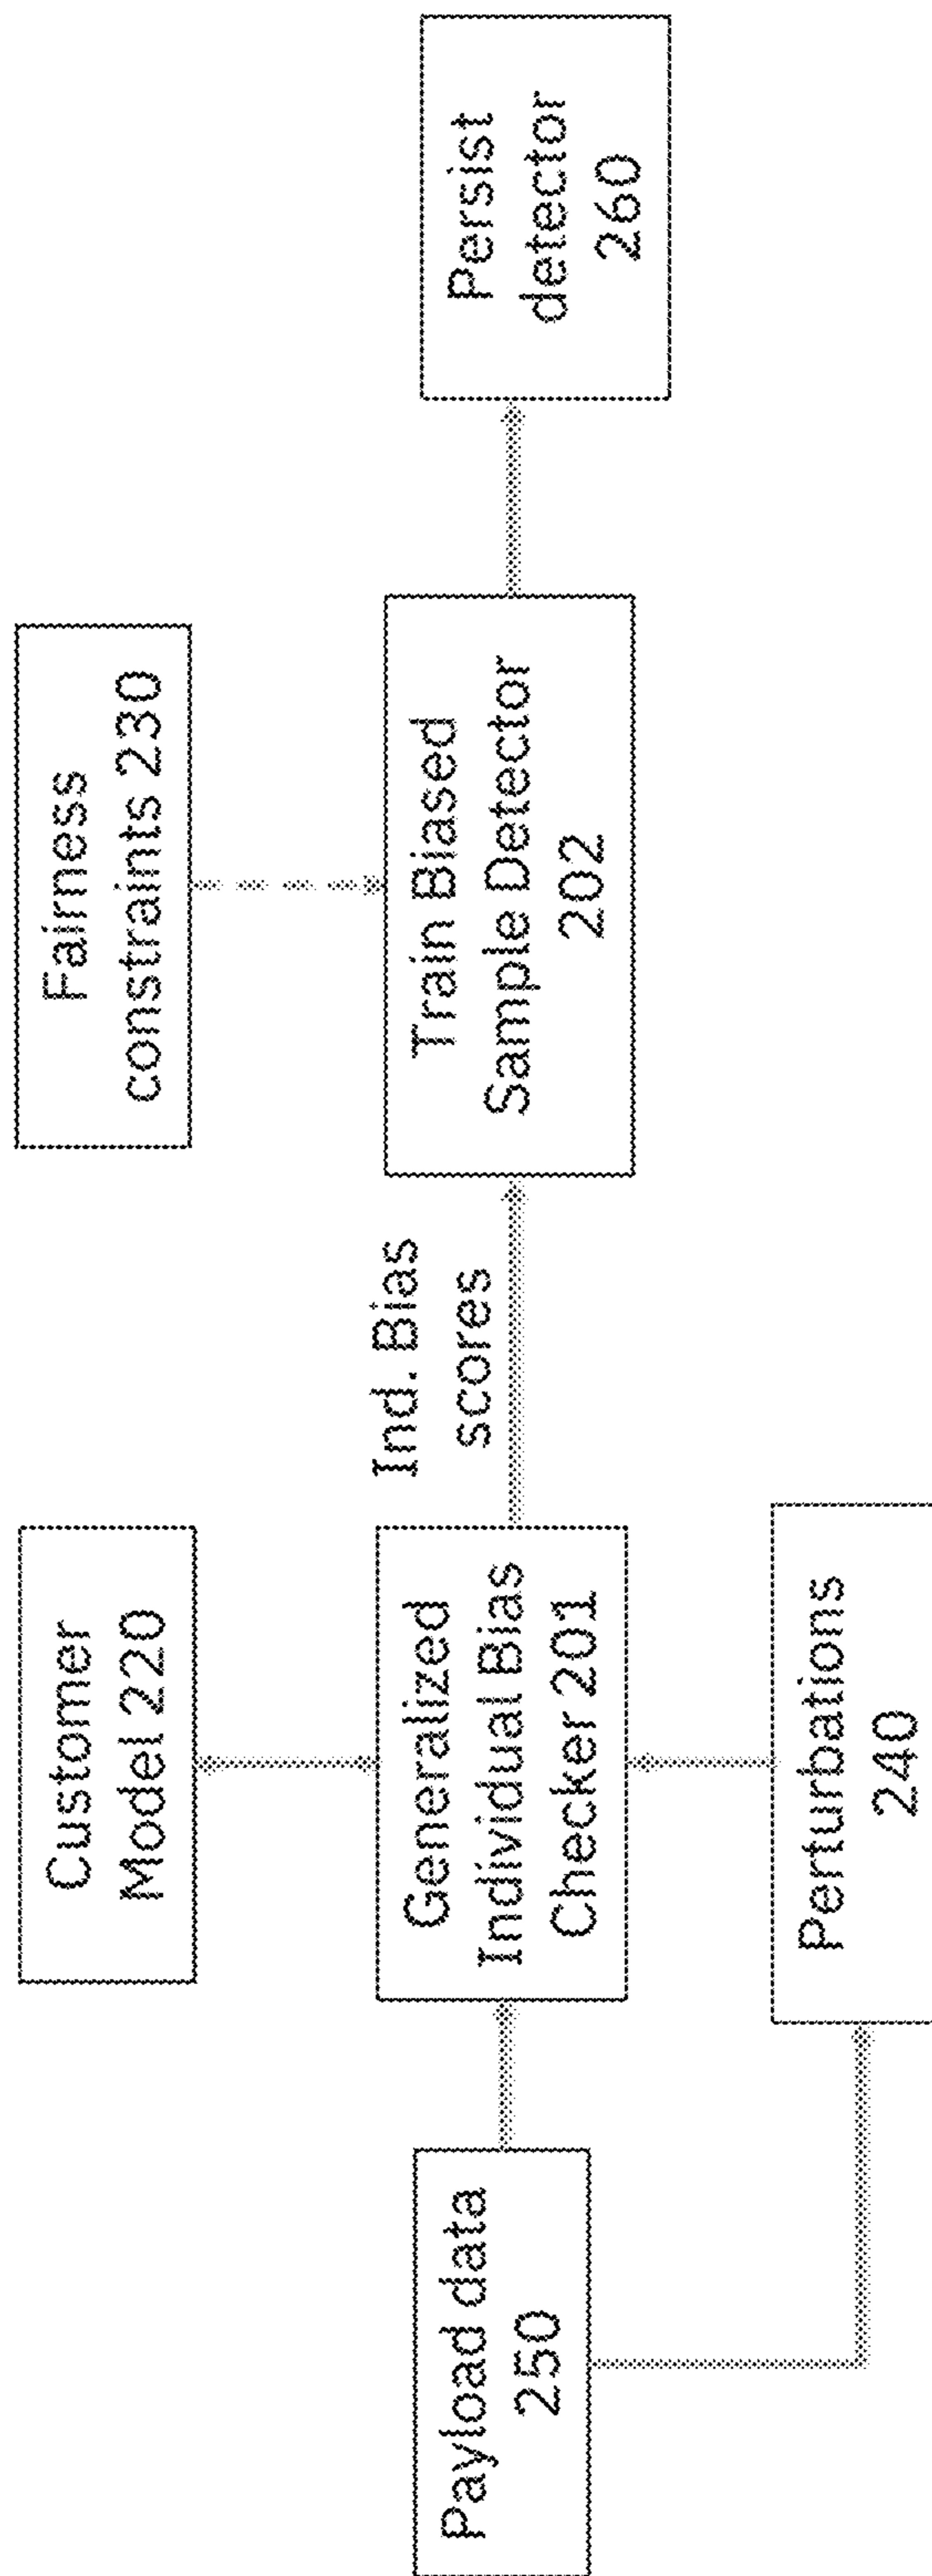 Customer
Model 220
Fairness
constraints 230
Payload data
250
Generalized
Individual Bias
Checker 201
Ind. Bias
scores
Train Biased
Sample Detector
202
Persist
detector
260
Perturbations
240